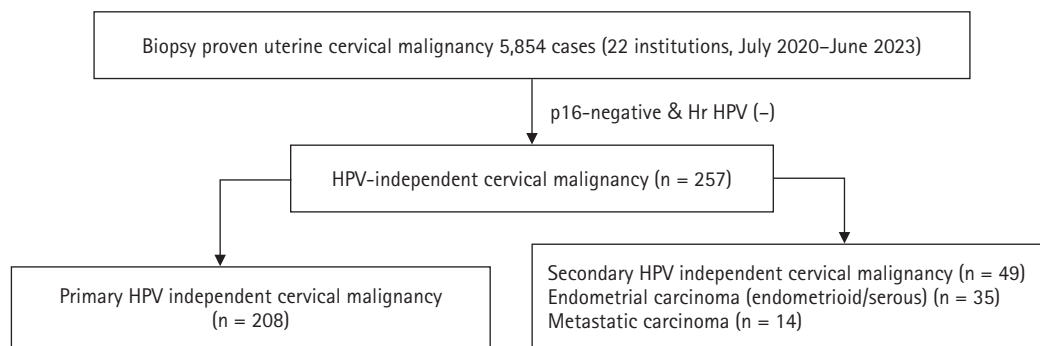 Biopsy proven uterine cervical malignancy 5,854 cases (22 institutions, July 2020–June 2023)
p16-negative & Hr HPV (–)
HPV-independent cervical malignancy (n = 257)
Primary HPV independent cervical malignancy
(n = 208)
Secondary HPV independent cervical malignancy (n = 49)
Endometrial carcinoma (endometrioid/serous) (n = 35)
Metastatic carcinoma (n = 14)